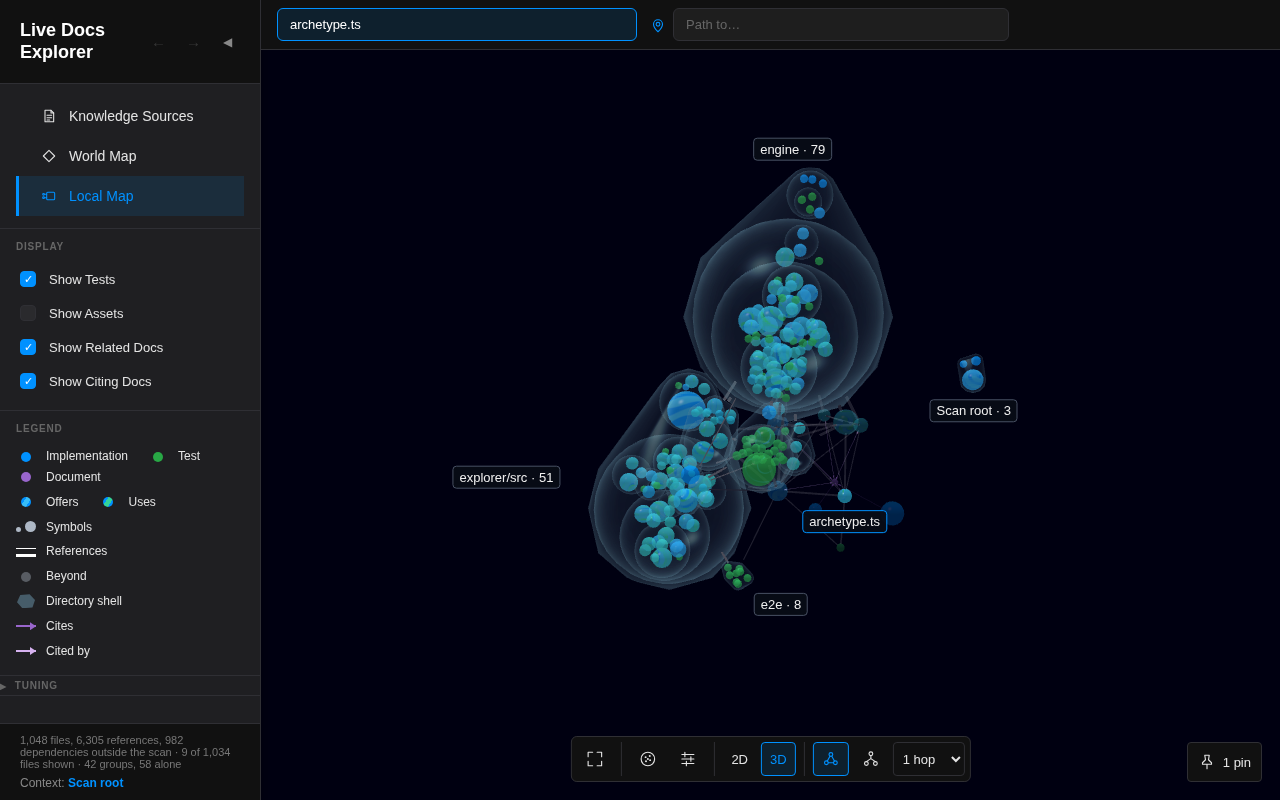 Live Docs
Explorer
archetype.ts
Path to…
Knowledge Sources
World Map
Local Map
DISPLAY
Show Tests
Show Assets
Show Related Docs
Show Citing Docs
LEGEND
Implementation
Test
Document
Offers
Uses
Symbols
References
Beyond
Directory shell
Cites
Cited by
TUNING
1,048 files, 6,305 references, 982
dependencies outside the scan · 9 of 1,034
files shown · 42 groups, 58 alone
Context: Scan root
engine · 79
Scan root · 3
explorer/src · 51
archetype.ts
e2e · 8
2D
3D
1 hop
1 pin